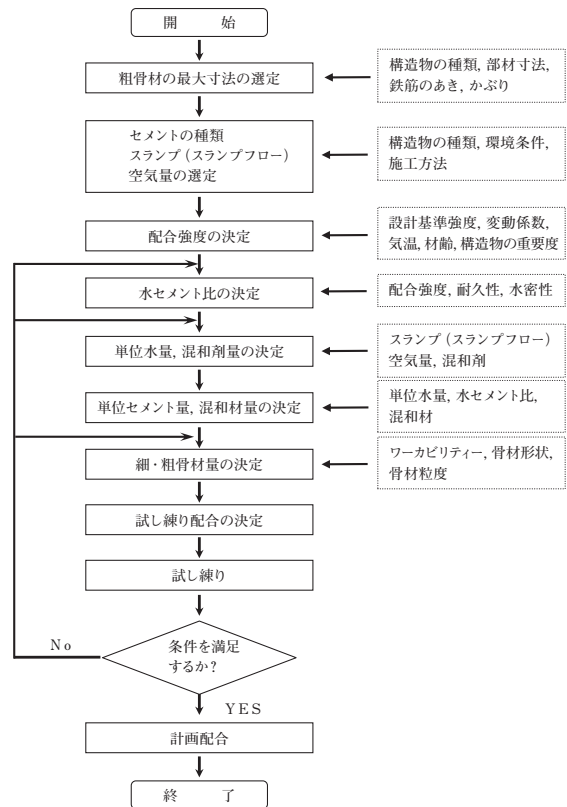 開　始
粗骨材の最大寸法の選定
構造物の種類, 部材寸法,
鉄筋のあき, かぶり
セメントの種類
スランプ (スランプフロー)
空気量の選定
構造物の種類, 環境条件,
施工方法
配合強度の決定
設計基準強度, 変動係数,
気温, 材齢, 構造物の重要度
水セメント比の決定
配合強度, 耐久性, 水密性
単位水量, 混和剤量の決定
スランプ (スランプフロー)
空気量, 混和剤
単位セメント量, 混和材量の決定
単位水量, 水セメント比,
混和材
細・粗骨材量の決定
ワーカビリティー, 骨材形状,
骨材粒度
試し練り配合の決定
試し練り
条件を満足
するか?
No
YES
計画配合
終　了